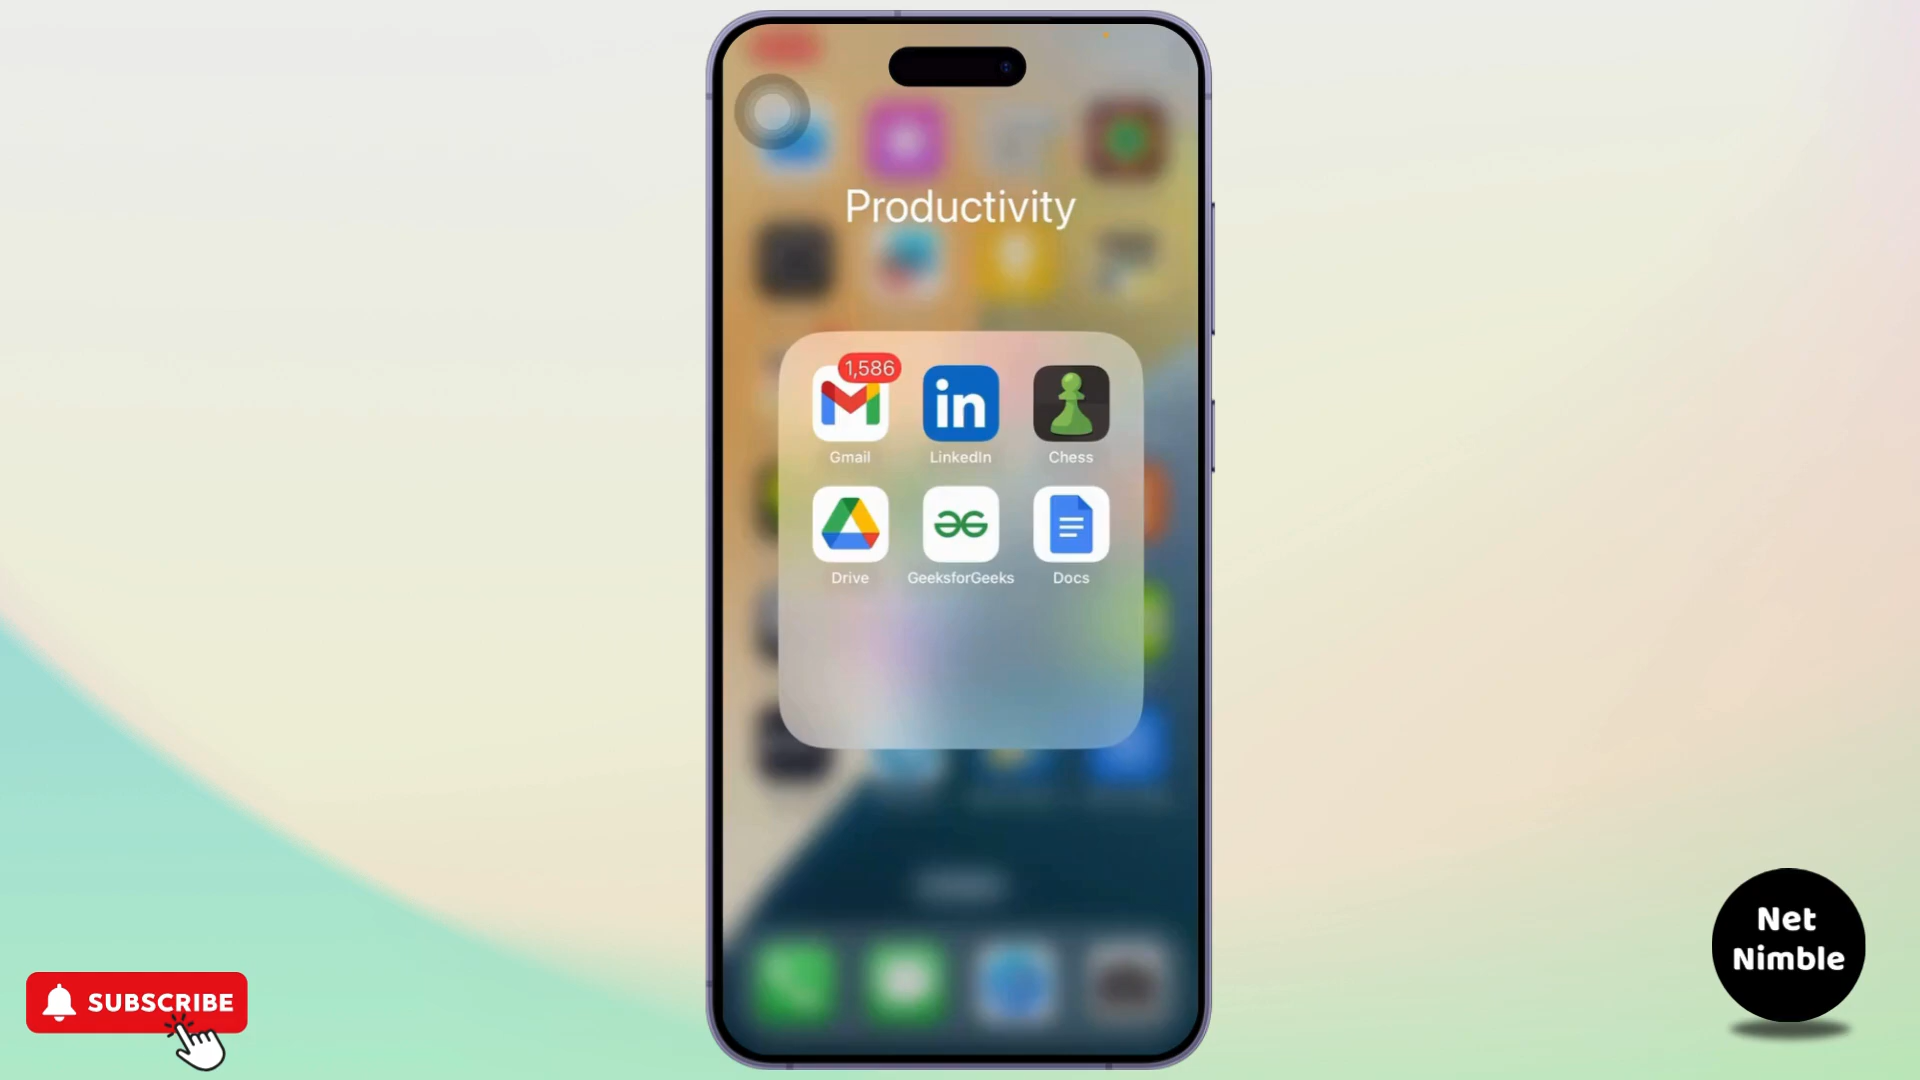 Productivity
1,586
in
Gmail
LinkedIn
Chess
Drive
GeeksforGeeks
Docs
SUBSCRIBE
Net
Nimble